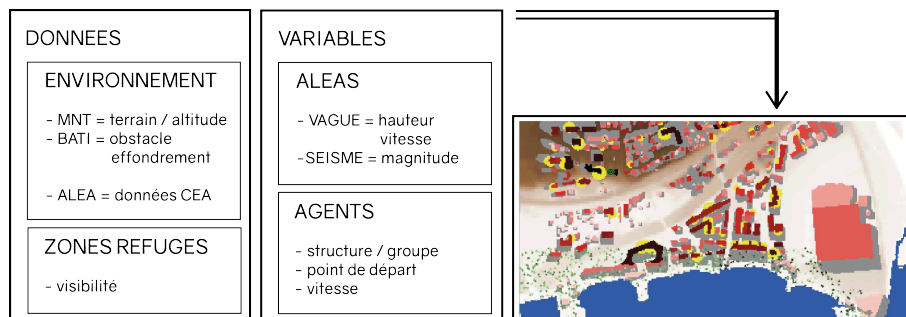 DONNEES
ENVIRONNEMENT
- MNT = terrain / altitude
- BATI = obstacle
effondrement
- ALEA = données CEA
ZONES REFUGES
- visibilité
VARIABLES
ALEAS
- VAGUE = hauteur
vitesse
-SEISME = magnitude
AGENTS
- structure / groupe
- point de départ
- vitesse